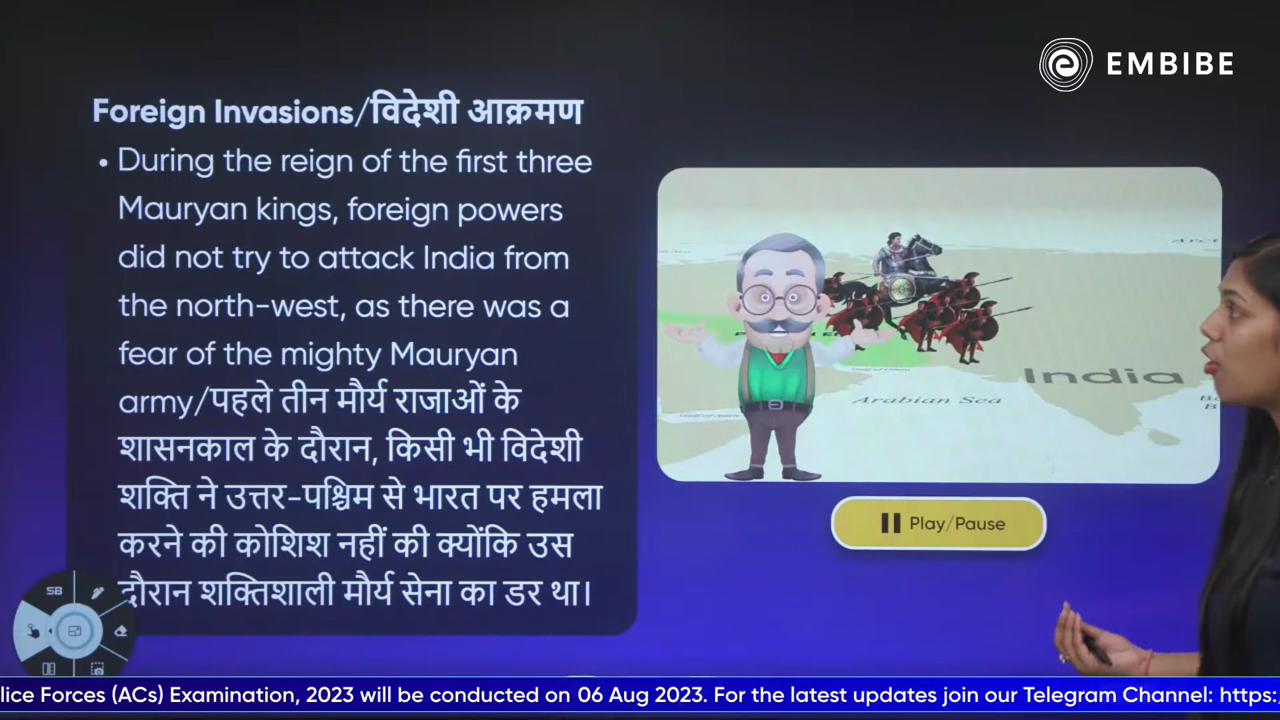 EMBIBE
Foreign Invasions/विदेशी आक्रमण
• During the reign of the first three
Mauryan kings, foreign powers
did not try to attack India from
the north-west, as there was a
fear of the mighty Mauryan
army/पहले तीन मौर्य राजाओं के
शासनकाल के दौरान, किसी भी विदेशी
शक्ति ने उत्तर-पश्चिम से भारत पर हमला
करने की कोशिश नहीं की क्योंकि उस
दौरान शक्तिशाली मौर्य सेना का डर था।
India
Arabian Sea
Play/Pause
SB
lice Forces (ACs) Examination, 2023 will be conducted on 06 Aug 2023. For the latest updates join our Telegram Channel: https: